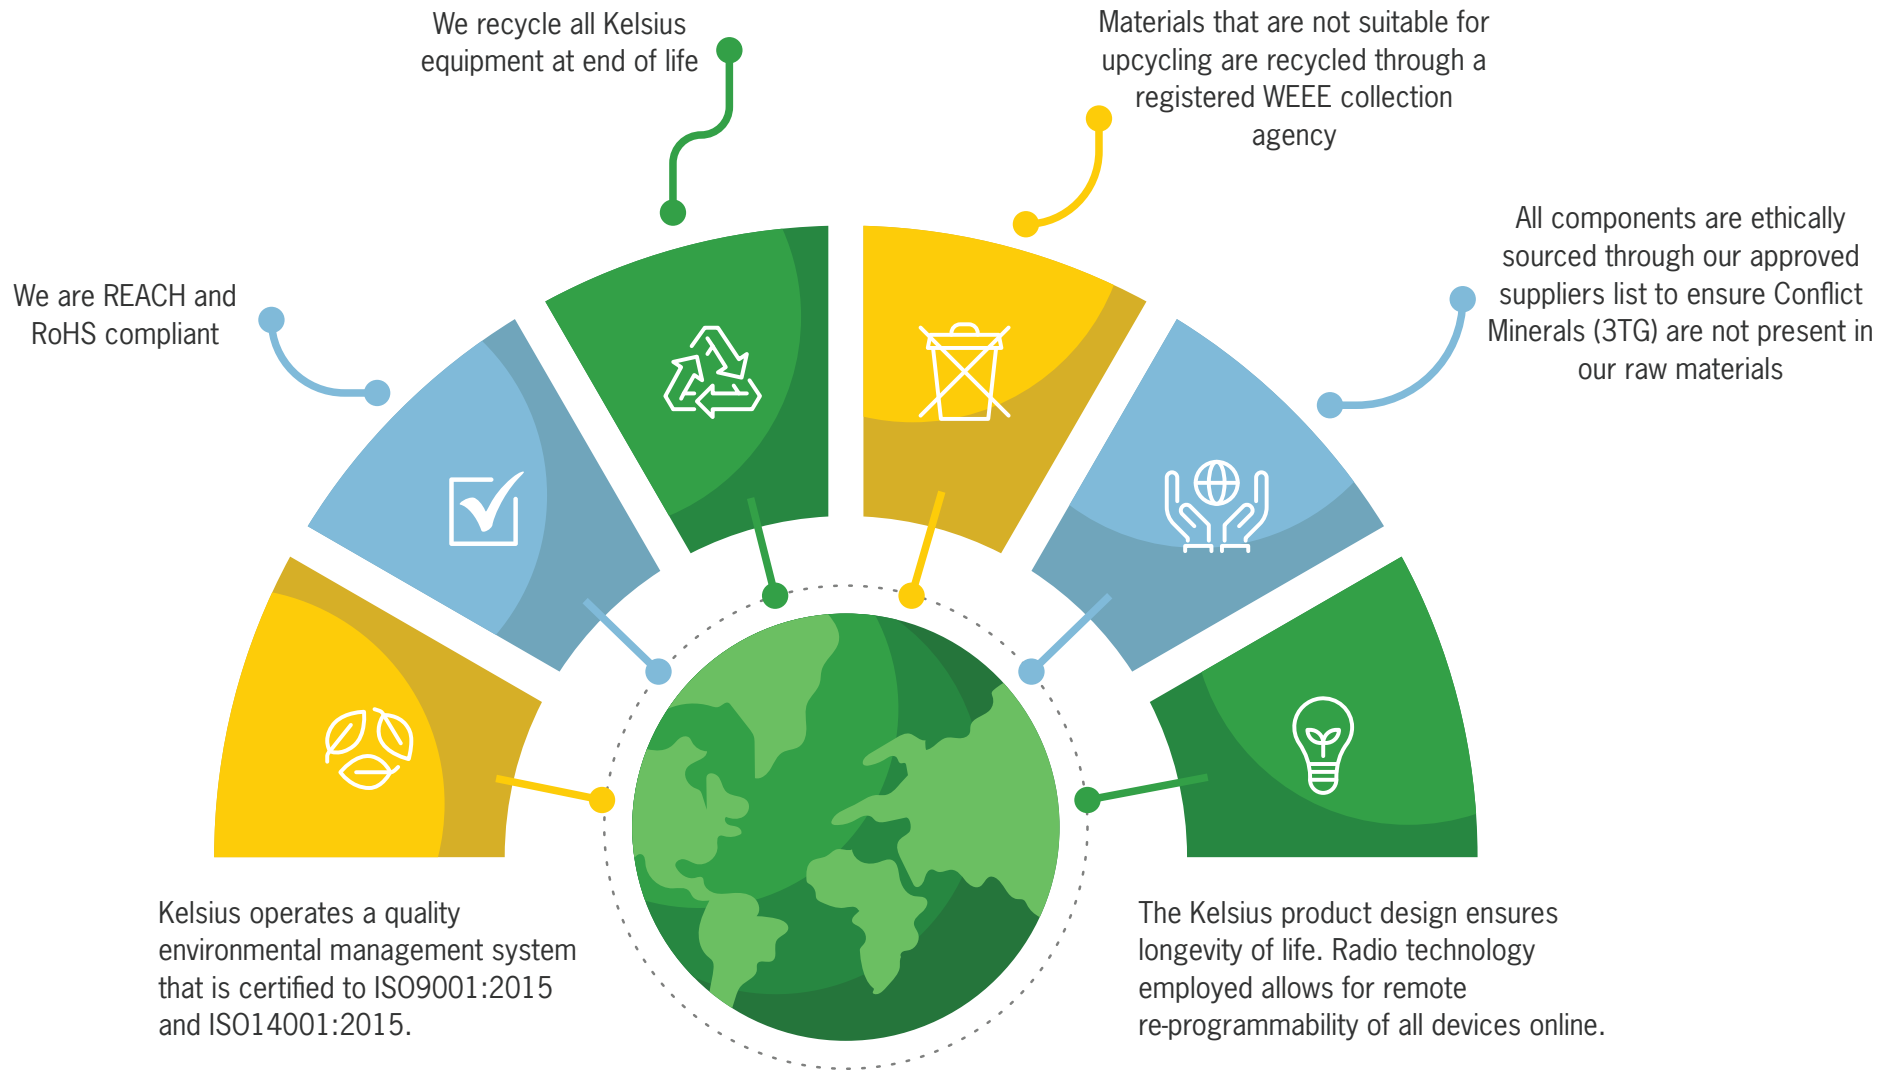 We recycle all Kelsius
equipment at end of life
Materials that are not suitable for
upcycling are recycled through a
registered WEEE collection
agency
We are REACH and
RoHS compliant
All components are ethically
sourced through our approved
suppliers list to ensure Conflict
Minerals (3TG) are not present in
our raw materials
Kelsius operates a quality
environmental management system
that is certified to ISO9001:2015
and ISO14001:2015.
The Kelsius product design ensures
longevity of life. Radio technology
employed allows for remote
re-programmability of all devices online.